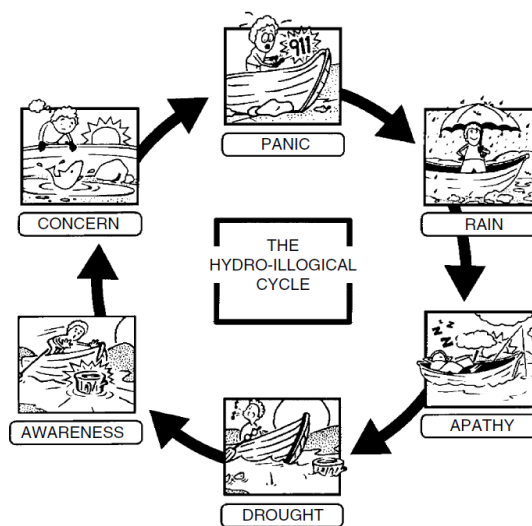 911
PANIC
RAIN
z
z
z
APATHY
DROUGHT
AWARENESS
CONCERN
THE
HYDRO-ILLOGICAL
CYCLE